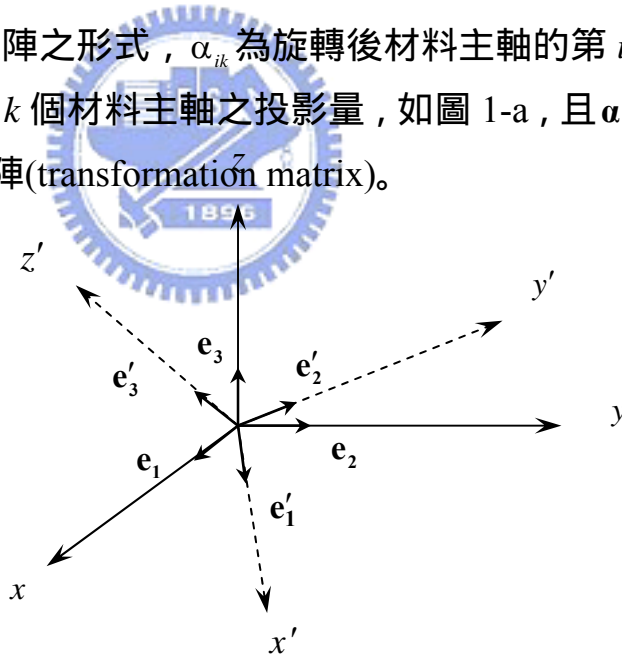 陣之形式，α_ik 為旋轉後材料主軸的第 i
k 個材料主軸之投影量，如圖 1-a，且 α
陣(transformation matrix)。
z
1896
z′
y′
e₃
e′₂
e′₃
y
e₁
e₂
e′₁
x
x′